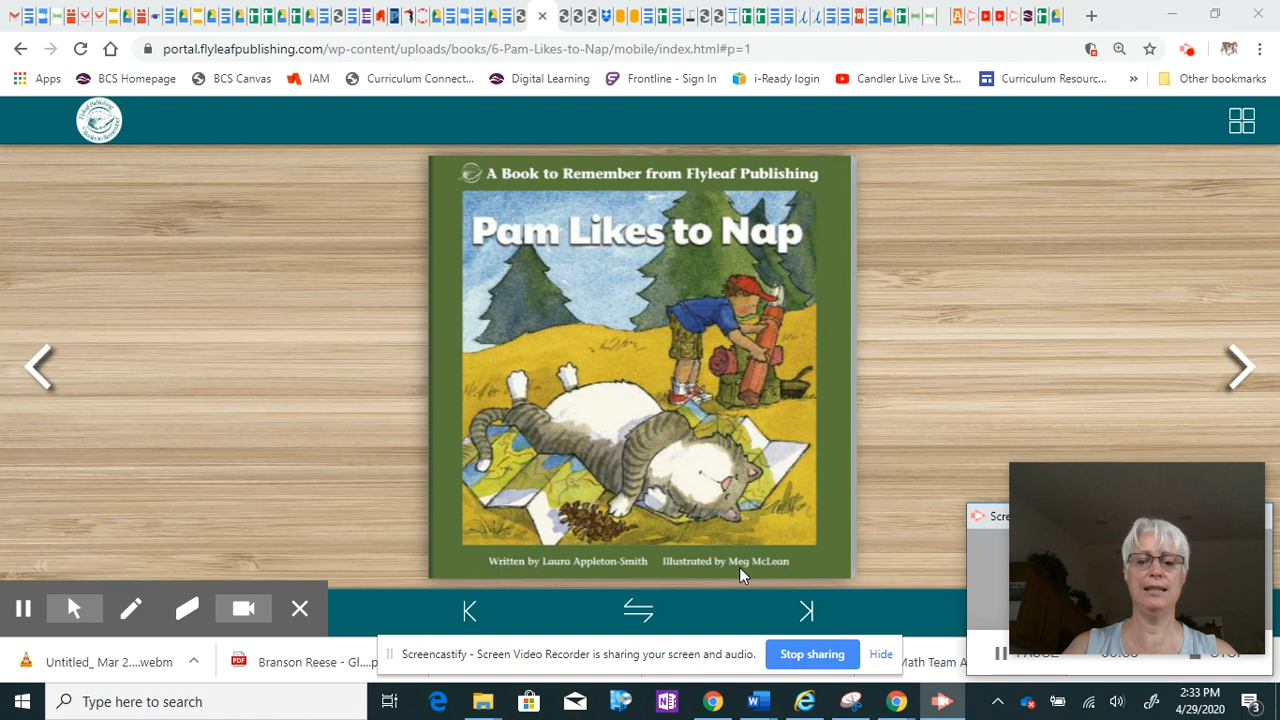 portal.flyleafpublishing.com/wp-content/uploads/books/6-Pam-Likes-to-Nap/mobile/index.html#p=1
Apps BCS Homepage BCS Canvas IAM Curriculum Connect... Digital Learning Frontline - Sign In i-Ready login Candler Live Live St... Curriculum Resourc... » Other bookmarks
A Book to Remember from Flyleaf Publishing
Pam Likes to Nap
Written by Laura Appleton-Smith Illustrated by Meg McLean
Scre
Untitled_ Mar 2....webm
Branson Reese - Gl....p
Screencastify - Screen Video Recorder is sharing your screen and audio.
Stop sharing
Hide
Math Team A
Type here to search
2:33 PM
4/29/2020
3